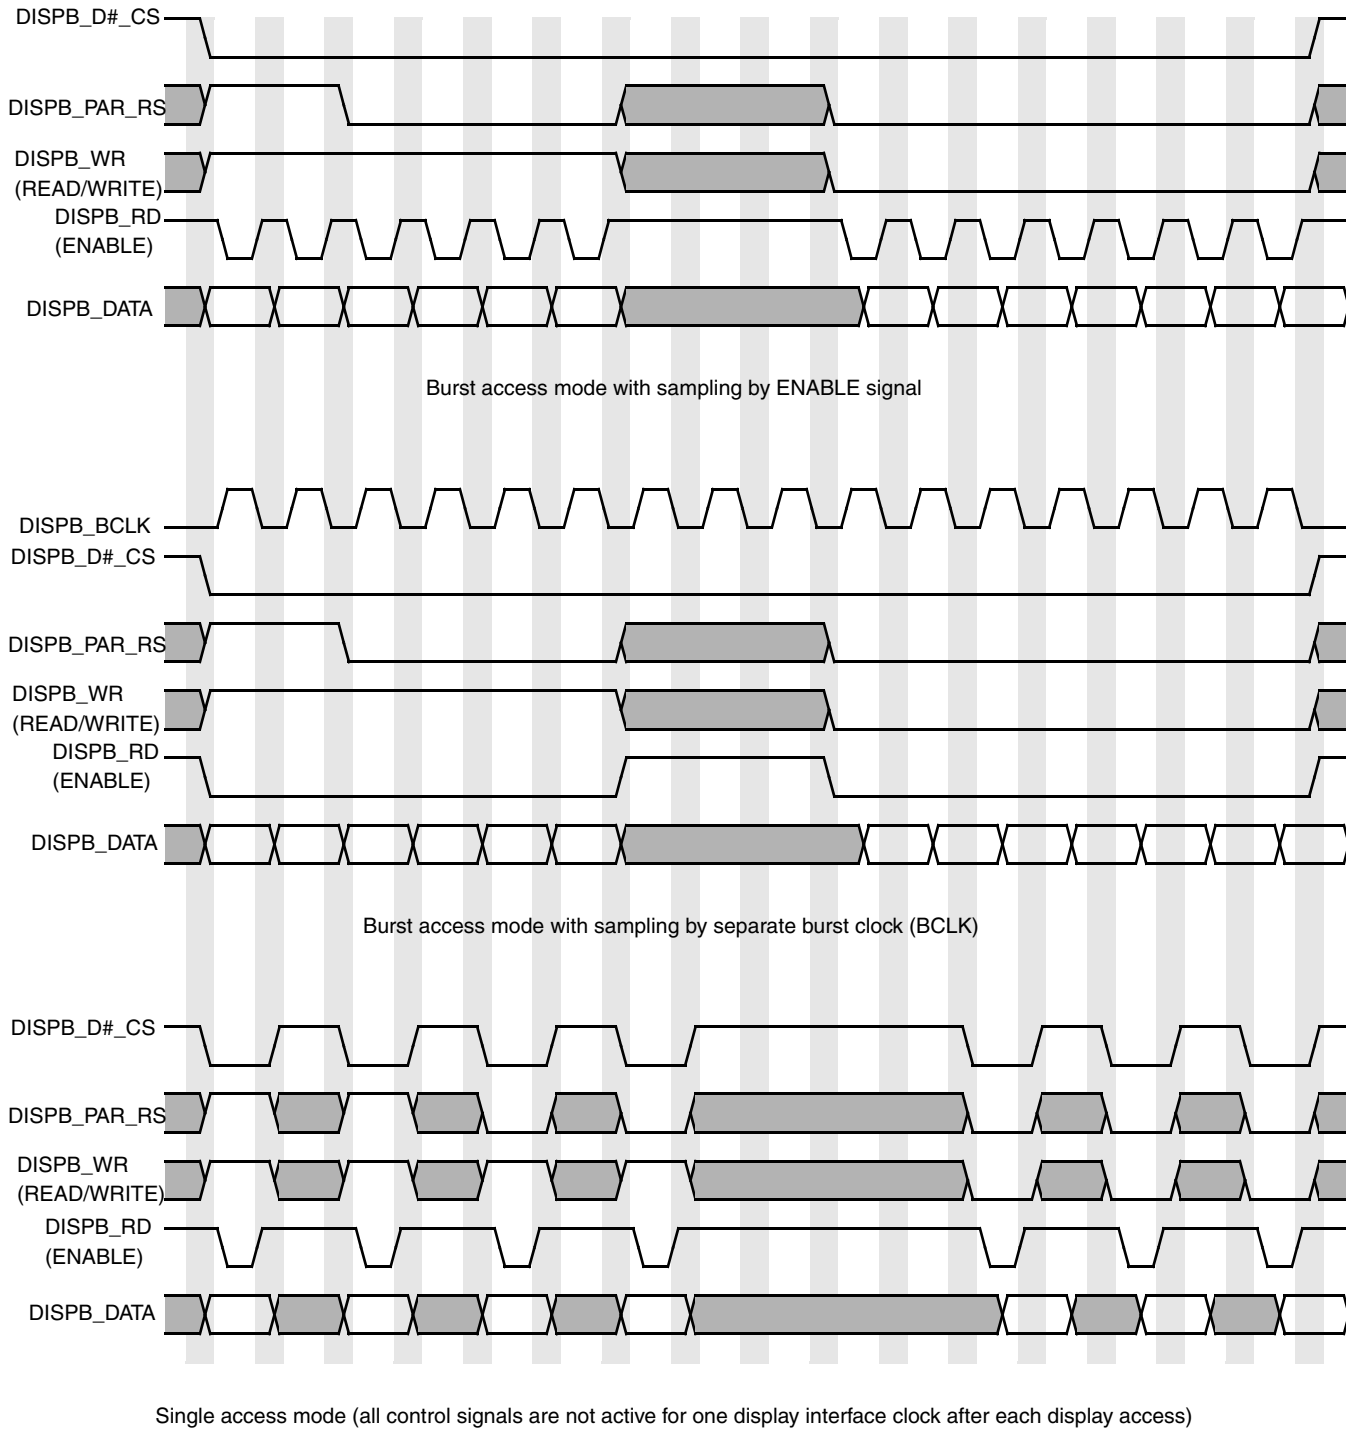 DISPB_D#_CS
DISPB_PAR_RS
DISPB_WR
(READ/WRITE)
DISPB_RD
(ENABLE)
DISPB_DATA
Burst access mode with sampling by ENABLE signal
DISPB_BCLK
DISPB_D#_CS
DISPB_PAR_RS
DISPB_WR
(READ/WRITE)
DISPB_RD
(ENABLE)
DISPB_DATA
Burst access mode with sampling by separate burst clock (BCLK)
DISPB_D#_CS
DISPB_PAR_RS
DISPB_WR
(READ/WRITE)
DISPB_RD
(ENABLE)
DISPB_DATA
Single access mode (all control signals are not active for one display interface clock after each display access)